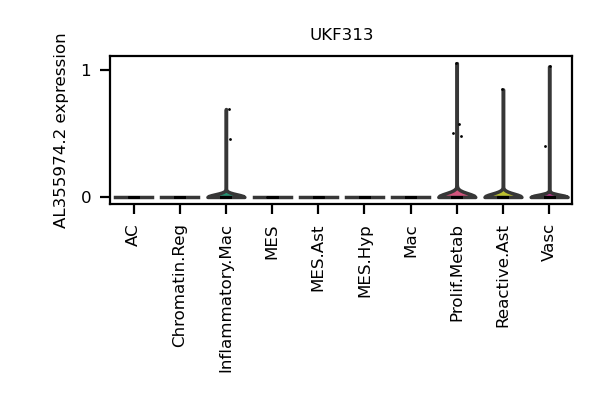 UKF313
AL355974.2 expression
1
0
AC
Chromatin.Reg
Inflammatory.Mac
MES
MES.Ast
MES.Hyp
Mac
Prolif.Metab
Reactive.Ast
Vasc